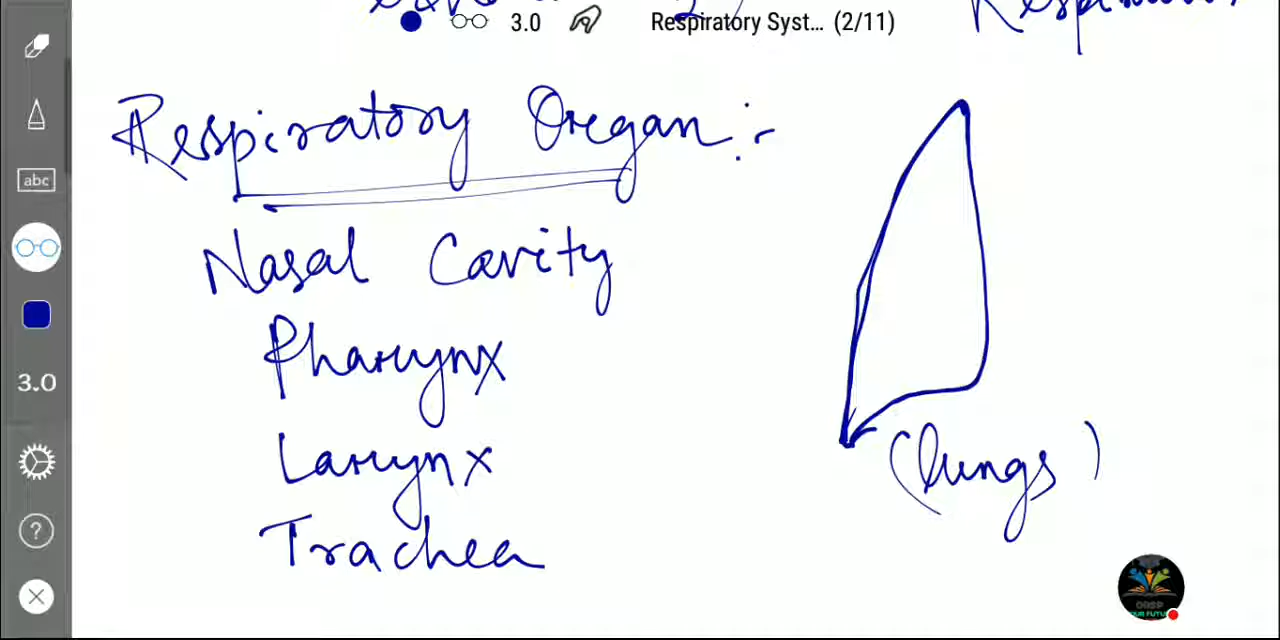 3.0 Respiratory Syst... (2/11)
Respiratory Organ :-
abc
Nasal Cavity
Pharynx
3.0
Larynx
(lungs)
Trachea
?